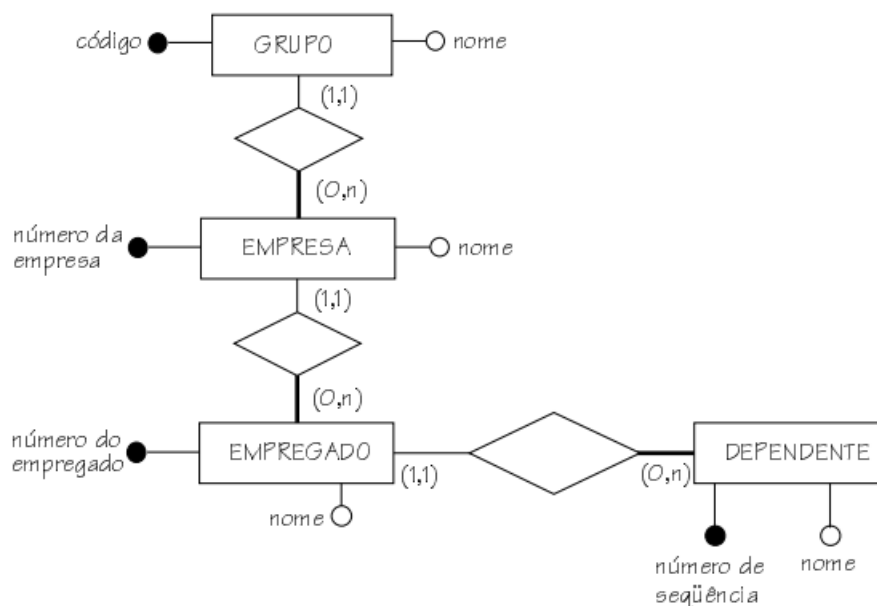 código
GRUPO
nome
(1,1)
(0,n)
número da
empresa
EMPRESA
nome
(1,1)
(0,n)
número do
empregado
EMPREGADO
(1,1)
(0,n)
DEPENDENTE
nome
número de
seqüência
nome